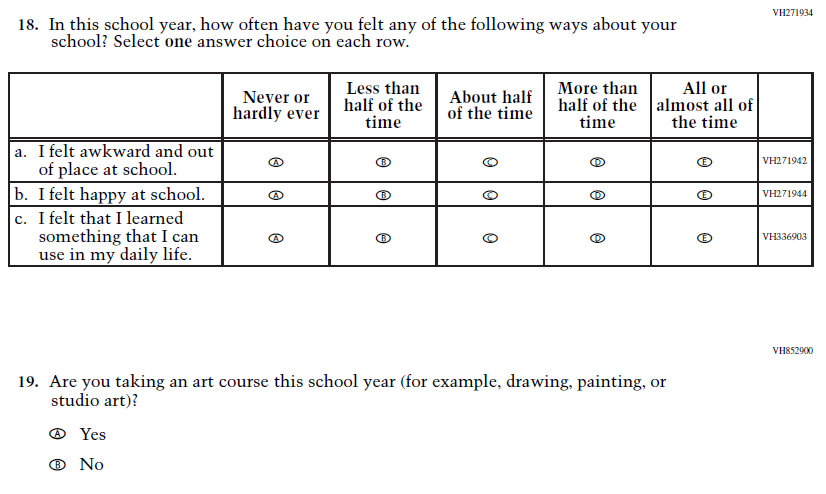 VH271934
18. In this school year, how often have you felt any of the following ways about your
school? Select one answer choice on each row.
Never or
hardly ever
Less than
half of the
time
About half
of the time
More than
half of the
time
All or
almost all of
the time
a. I felt awkward and out
of place at school.
A B C D E VH271942
b. I felt happy at school. A B C D E VH271944
c. I felt that I learned
something that I can
use in my daily life.
A B C D E VH336903
VH852900
19. Are you taking an art course this school year (for example, drawing, painting, or
studio art)?
A Yes
B No